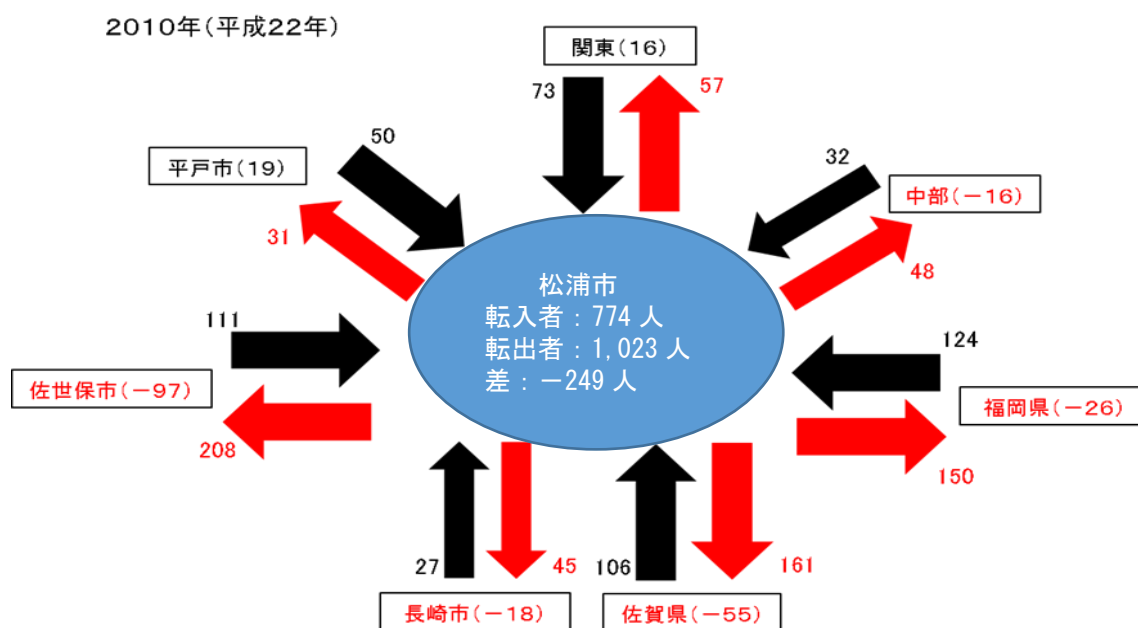 2010年(平成22年)
関東(16)
73
57
50
平戸市(19)
31
32
中部(－16)
48
松浦市
転入者：774 人
転出者：1,023 人
差：－249 人
111
佐世保市(－97)
208
124
福岡県(－26)
150
27
45
長崎市(－18)
106
161
佐賀県(－55)